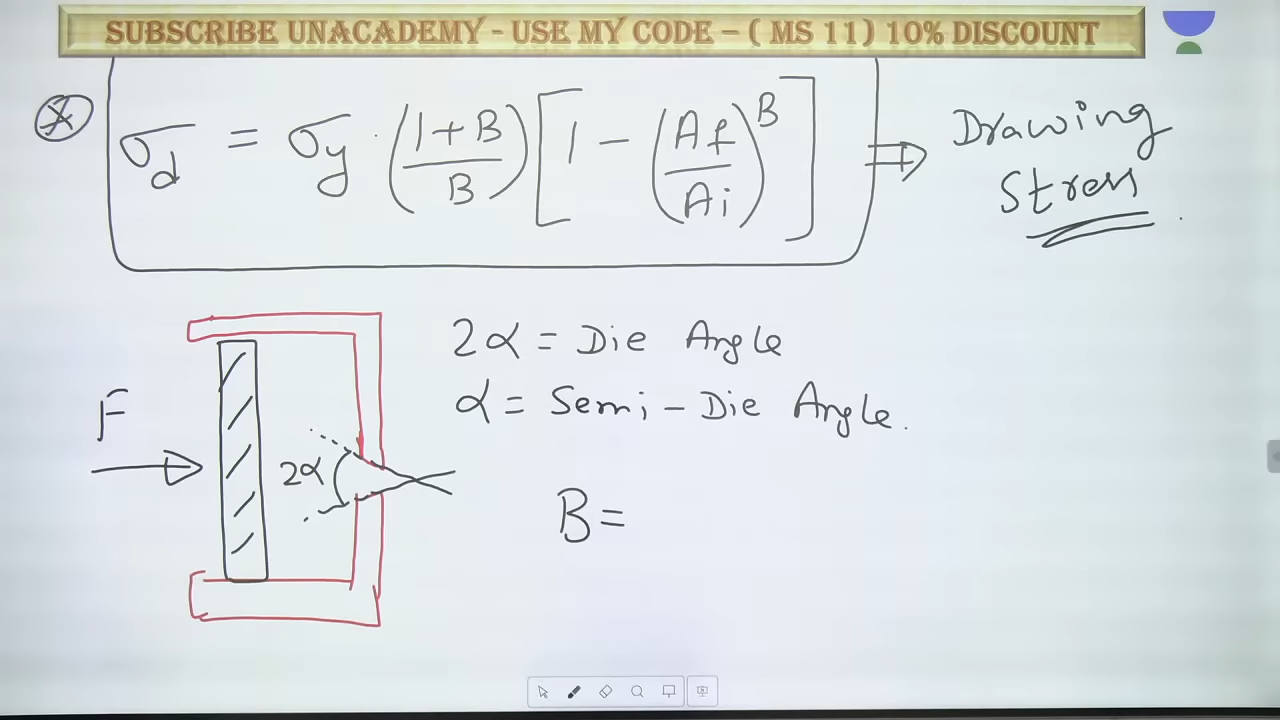 SUBSCRIBE UNACADEMY - USE MY CODE – ( MS 11 ) 10% DISCOUNT
σd = σy · (1+B / B) [1 − (Af / Ai)^B] ⇒ Drawing
Stress
2α = Die Angle
α = Semi - Die Angle.
F
2α
B =